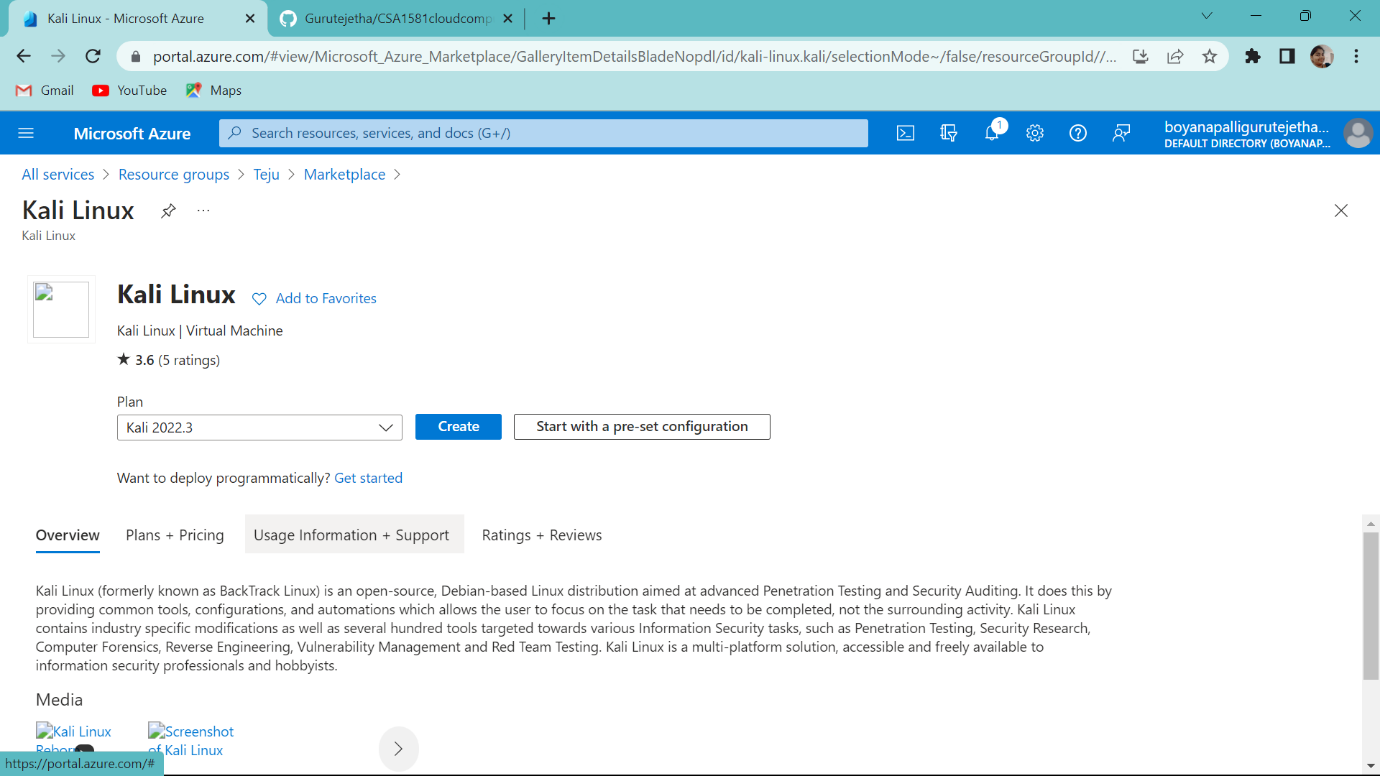 Kali Linux - Microsoft Azure
Gurutejetha/CSA1581cloudcomp
portal.azure.com/#view/Microsoft_Azure_Marketplace/GalleryItemDetailsBladeNopdl/id/kali-linux.kali/selectionMode~/false/resourceGroupId//...
Gmail YouTube Maps
Microsoft Azure
Search resources, services, and docs (G+/)
1
boyanapalligurutejetha...
DEFAULT DIRECTORY (BOYANAP...
All services > Resource groups > Teju > Marketplace >
Kali Linux ...
Kali Linux
Kali Linux Add to Favorites
Kali Linux | Virtual Machine
★ 3.6 (5 ratings)
Plan
Kali 2022.3 Create Start with a pre-set configuration
Want to deploy programmatically? Get started
Overview Plans + Pricing Usage Information + Support Ratings + Reviews
Kali Linux (formerly known as BackTrack Linux) is an open-source, Debian-based Linux distribution aimed at advanced Penetration Testing and Security Auditing. It does this by
providing common tools, configurations, and automations which allows the user to focus on the task that needs to be completed, not the surrounding activity. Kali Linux
contains industry specific modifications as well as several hundred tools targeted towards various Information Security tasks, such as Penetration Testing, Security Research,
Computer Forensics, Reverse Engineering, Vulnerability Management and Red Team Testing. Kali Linux is a multi-platform solution, accessible and freely available to
information security professionals and hobbyists.
Media
Kali Linux Screenshot
of Kali Linux
https://portal.azure.com/#